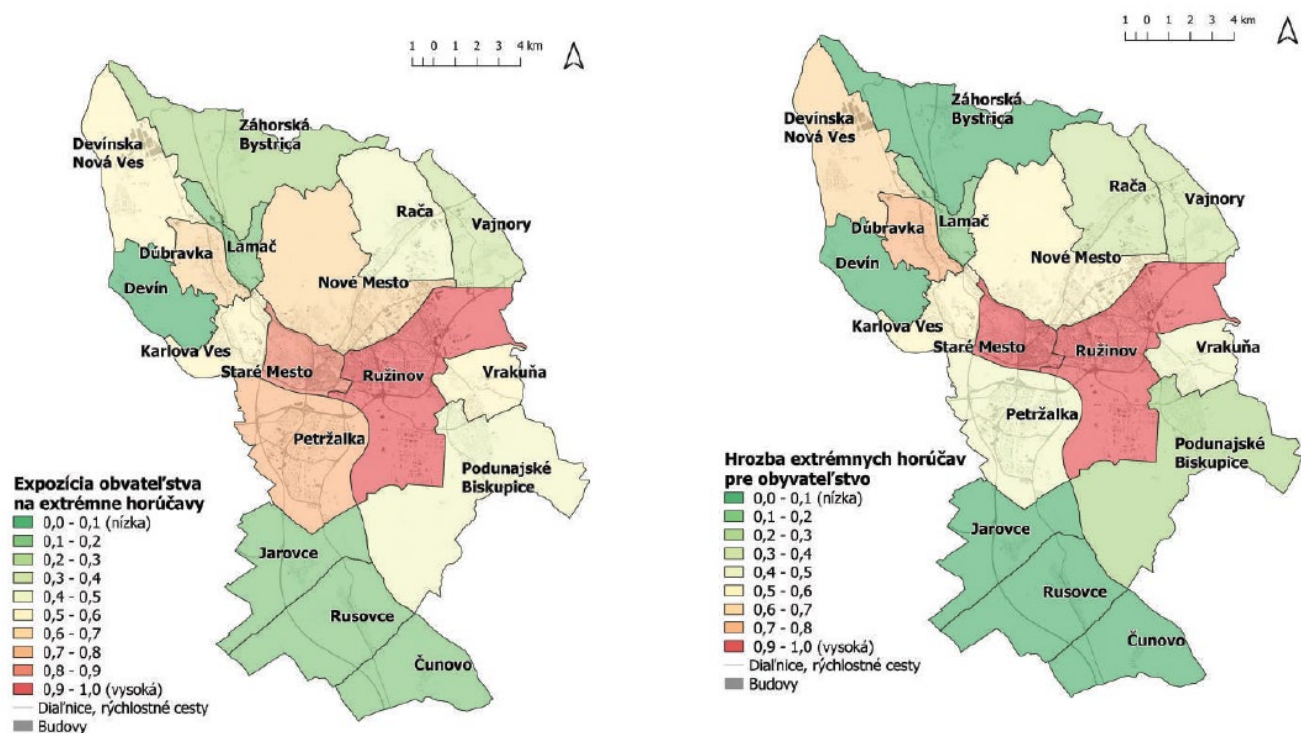 1 0 1 2 3 4 km
Záhorská
Bystrica
Devínska
Nová Ves
Rača
Vajnory
Lamač
Dúbravka
Devín
Nové Mesto
Karlova Ves
Staré Mesto
Ružinov
Vrakuňa
Petržalka
Podunajské
Biskupice
Jarovce
Rusovce
Čunovo
Expozícia obvateľstva
na extrémne horúčavy
0,0 - 0,1 (nízka)
0,1 - 0,2
0,2 - 0,3
0,3 - 0,4
0,4 - 0,5
0,5 - 0,6
0,6 - 0,7
0,7 - 0,8
0,8 - 0,9
0,9 - 1,0 (vysoká)
Diaľnice, rýchlostné cesty
Budovy
1 0 1 2 3 4 km
Záhorská
Bystrica
Devínska
Nová Ves
Rača
Vajnory
Lamač
Dúbravka
Devín
Nové Mesto
Karlova Ves
Staré Mesto
Ružinov
Vrakuňa
Petržalka
Podunajské
Biskupice
Jarovce
Rusovce
Čunovo
Hrozba extrémnych horúčav
pre obyvateľstvo
0,0 - 0,1 (nízka)
0,1 - 0,2
0,2 - 0,3
0,3 - 0,4
0,4 - 0,5
0,5 - 0,6
0,6 - 0,7
0,7 - 0,8
0,9 - 1,0 (vysoká)
Diaľnice, rýchlostné cesty
Budovy